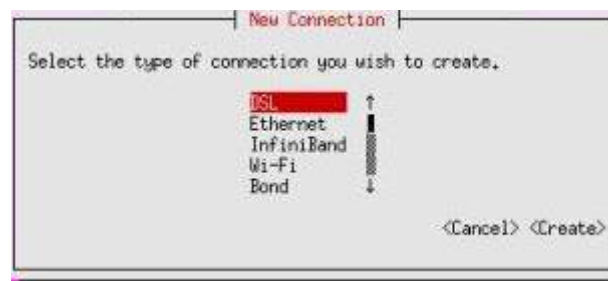 New Connection
Select the type of connection you wish to create.
DSL
Ethernet
InfiniBand
Wi-Fi
Bond
<Cancel> <Create>